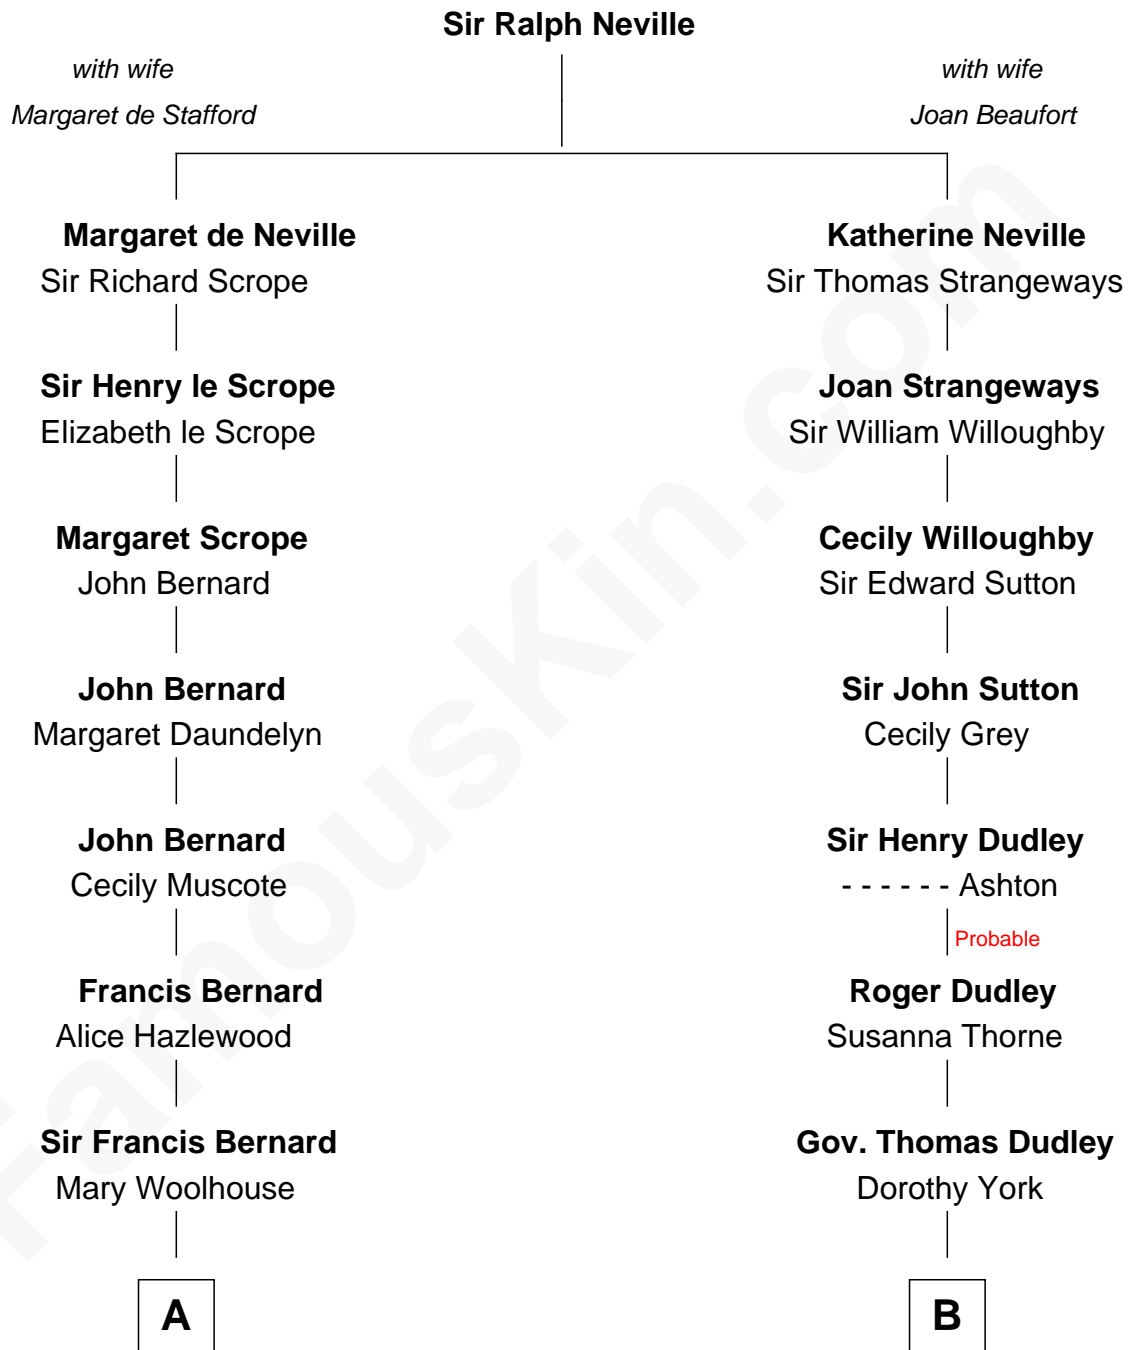 Sir Ralph Neville
with wife
Margaret de Stafford
with wife
Joan Beaufort
Margaret de Neville
Sir Richard Scrope
Katherine Neville
Sir Thomas Strangeways
Sir Henry le Scrope
Elizabeth le Scrope
Joan Strangeways
Sir William Willoughby
Margaret Scrope
John Bernard
Cecily Willoughby
Sir Edward Sutton
John Bernard
Margaret Daundelyn
Sir John Sutton
Cecily Grey
John Bernard
Cecily Muscote
Sir Henry Dudley
- - - - - - Ashton
Probable
Francis Bernard
Alice Hazlewood
Roger Dudley
Susanna Thorne
Sir Francis Bernard
Mary Woolhouse
Gov. Thomas Dudley
Dorothy York
A
B
FamousKin.com